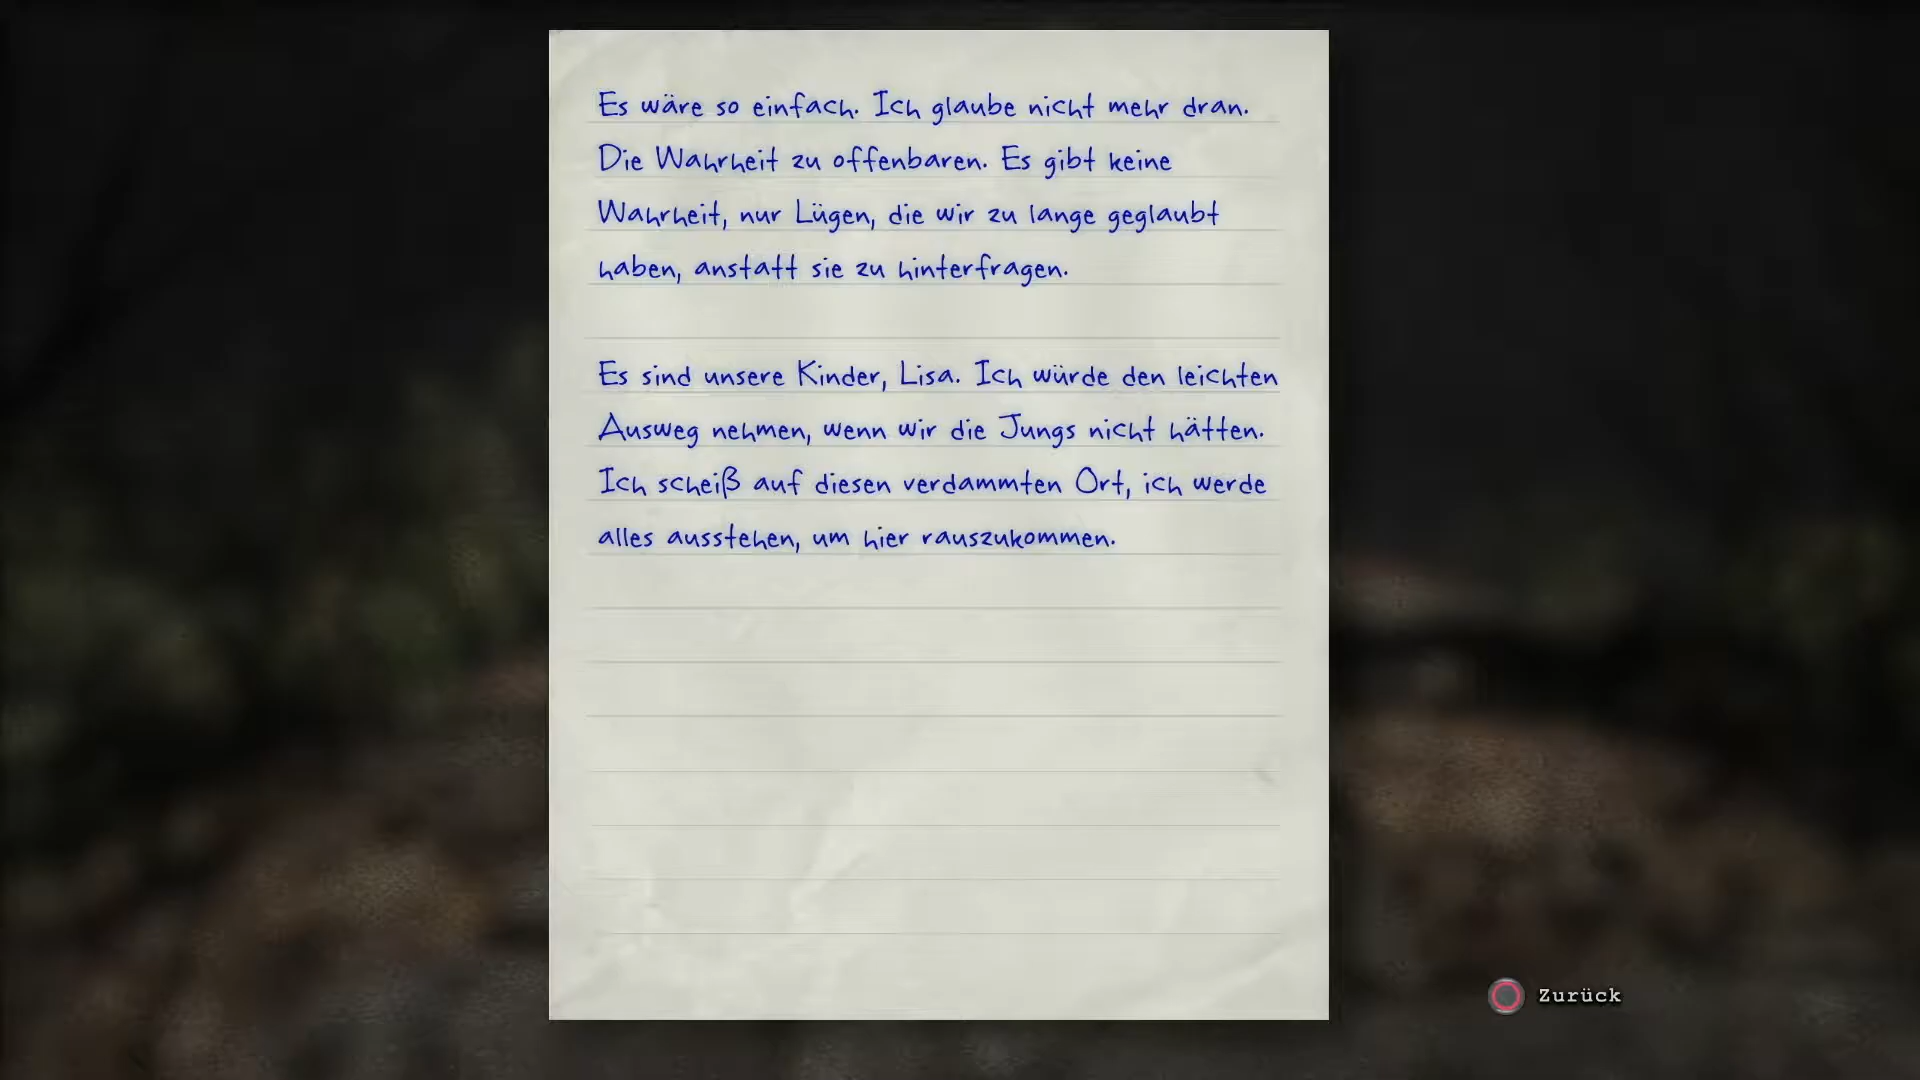 Es wäre so einfach. Ich glaube nicht mehr dran.
Die Wahrheit zu offenbaren. Es gibt keine
Wahrheit, nur Lügen, die wir zu lange geglaubt
haben, anstatt sie zu hinterfragen.
Es sind unsere Kinder, Lisa. Ich würde den leichten
Ausweg nehmen, wenn wir die Jungs nicht hätten.
Ich scheiß auf diesen verdammten Ort, ich werde
alles ausstehen, um hier rauszukommen.
Zurück